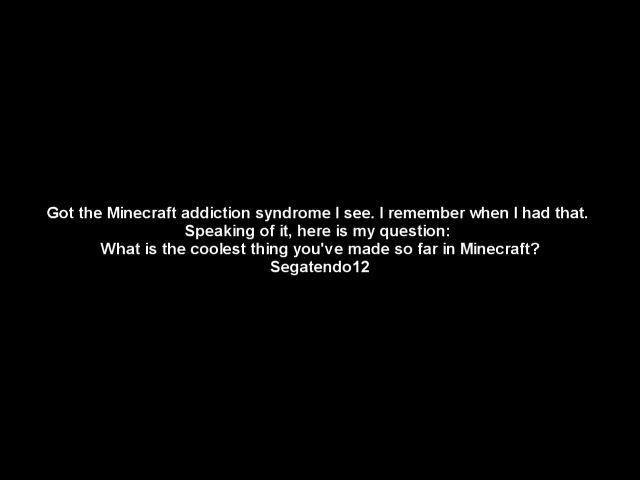 Got the Minecraft addiction syndrome I see. I remember when I had that.
Speaking of it, here is my question:
What is the coolest thing you've made so far in Minecraft?
Segatendo12